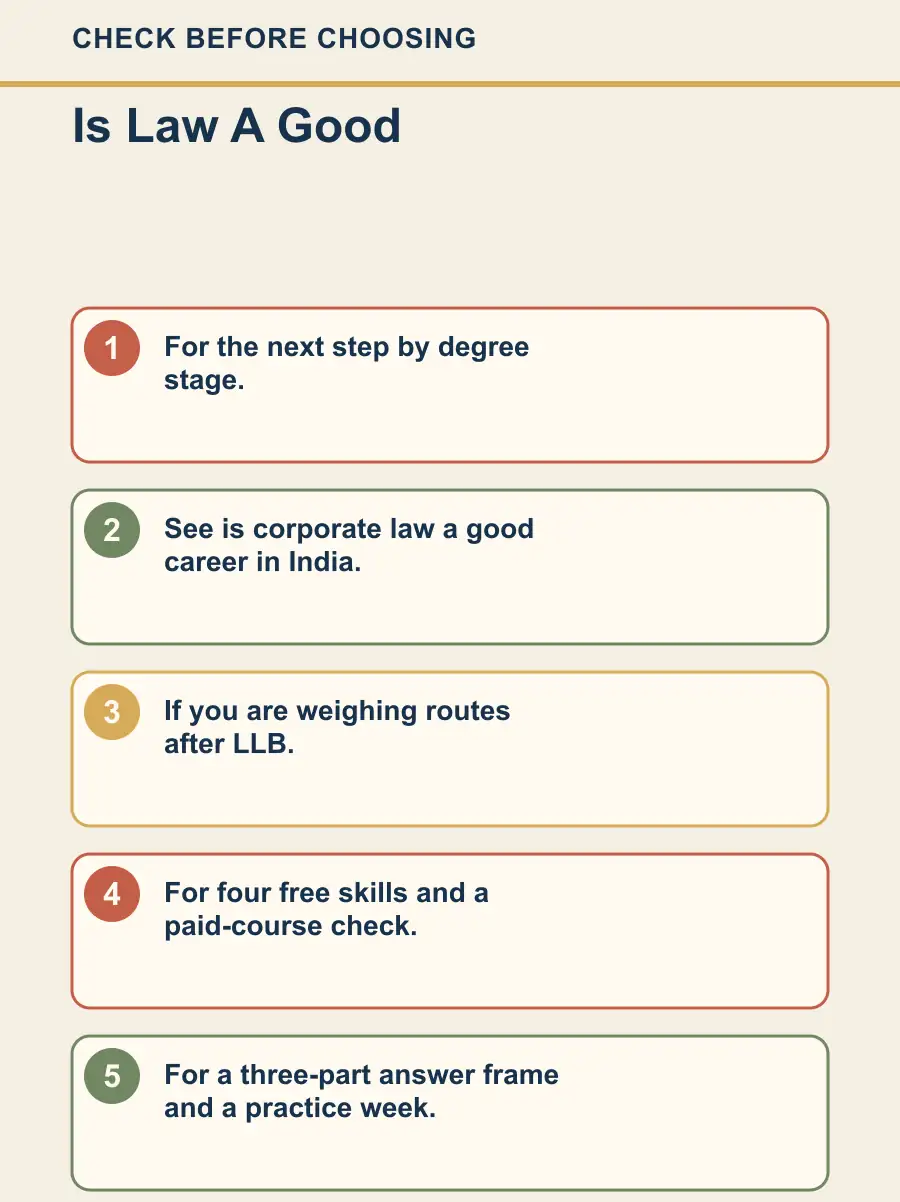 CHECK BEFORE CHOOSING
Is Law A Good
1
For the next step by degree
stage.
2
See is corporate law a good
career in India.
3
If you are weighing routes
after LLB.
4
For four free skills and a
paid-course check.
5
For a three-part answer frame
and a practice week.